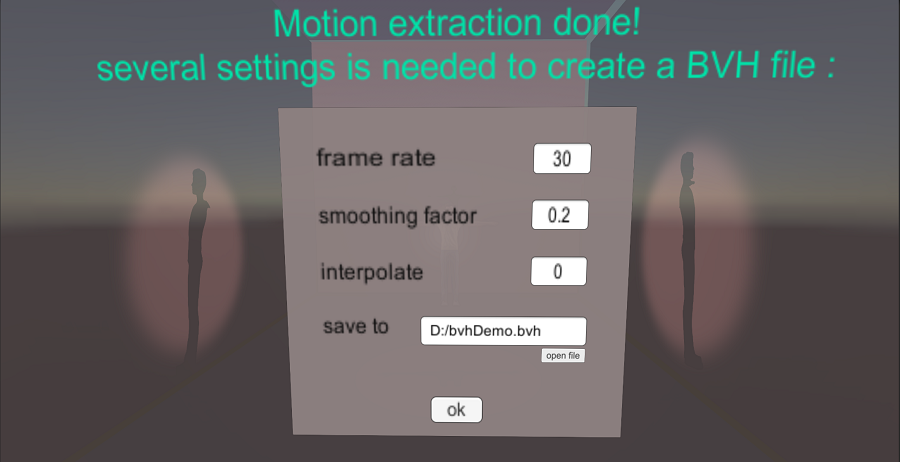 Motion extraction done!
several settings is needed to create a BVH file :
frame rate 30
smoothing factor 0.2
interpolate 0
save to D:/bvhDemo.bvh
open file
ok